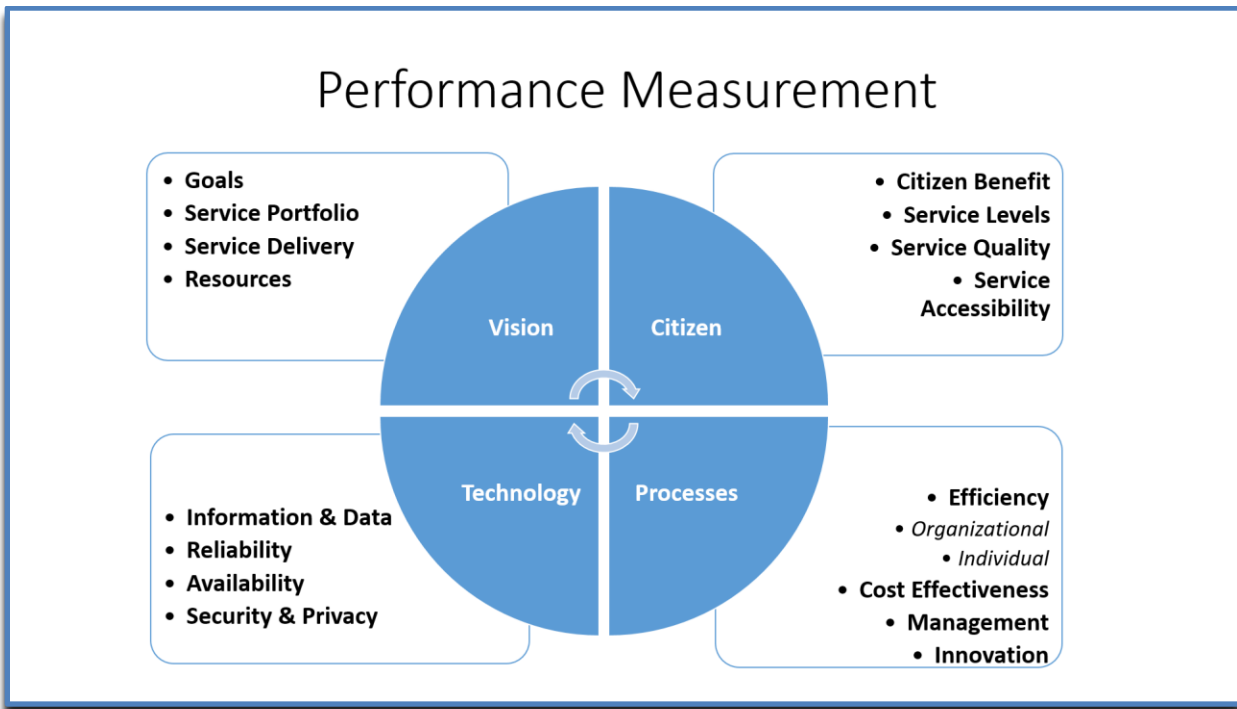 Performance Measurement
• Goals
• Service Portfolio
• Service Delivery
• Resources
• Citizen Benefit
• Service Levels
• Service Quality
• Service
Accessibility
Vision
Citizen
Technology
Processes
• Information & Data
• Reliability
• Availability
• Security & Privacy
• Efficiency
• Organizational
• Individual
• Cost Effectiveness
• Management
• Innovation